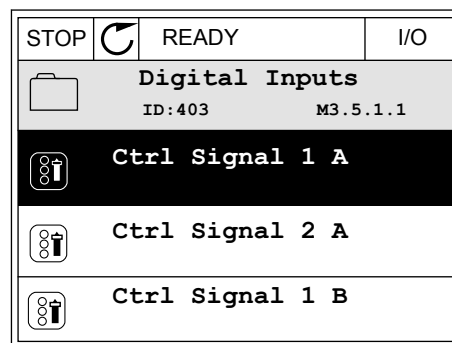 STOP READY I/O
Digital Inputs
ID:403 M3.5.1.1
Ctrl Signal 1 A
Ctrl Signal 2 A
Ctrl Signal 1 B